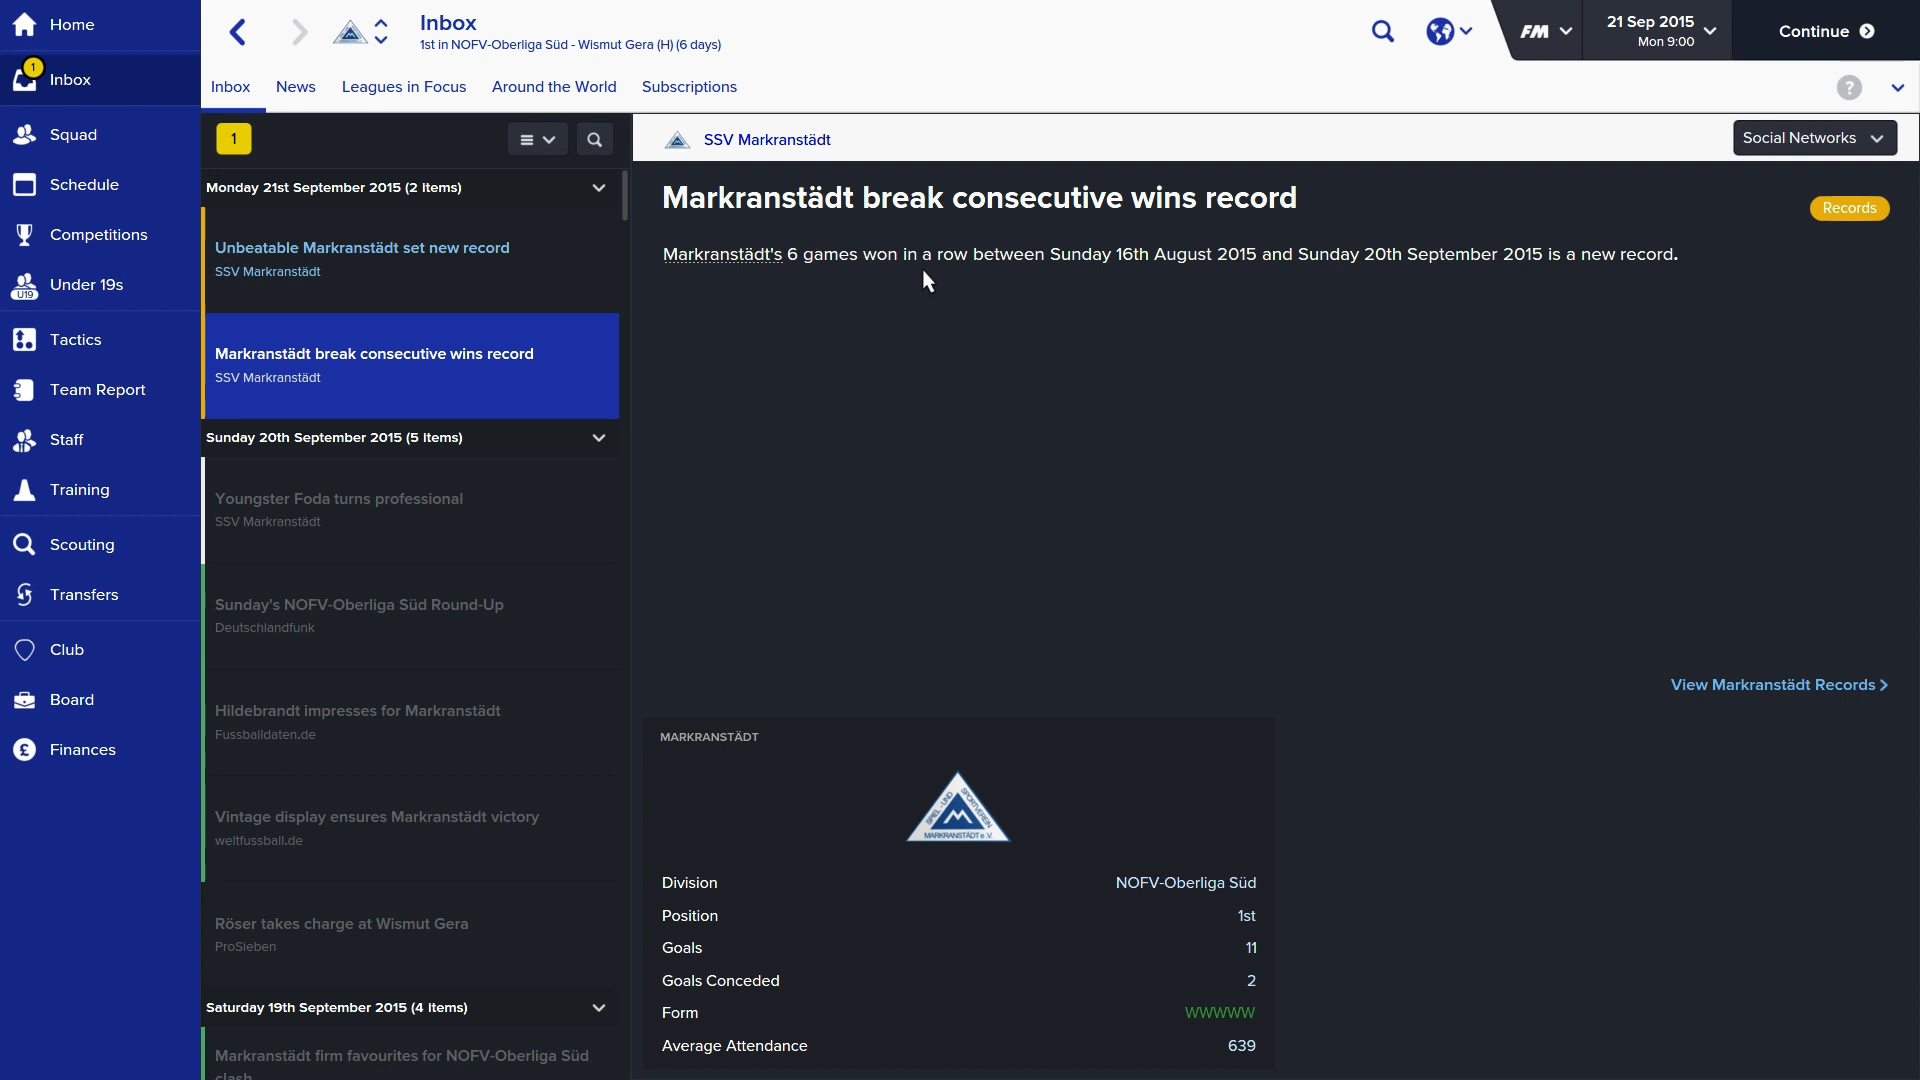 Home
1
Inbox
Squad
Schedule
Competitions
U19
Under 19s
Tactics
Team Report
Staff
Training
Scouting
Transfers
Club
Board
£
Finances
Inbox
1st in NOFV-Oberliga Süd - Wismut Gera (H) (6 days)
FM
21 Sep 2015
Mon 9:00
Continue
Inbox
News
Leagues in Focus
Around the World
Subscriptions
?
1
Monday 21st September 2015 (2 Items)
Unbeatable Markranstädt set new record
SSV Markranstädt
Markranstädt break consecutive wins record
SSV Markranstädt
Sunday 20th September 2015 (5 Items)
Youngster Foda turns professional
SSV Markranstädt
Sunday's NOFV-Oberliga Süd Round-Up
Deutschlandfunk
Hildebrandt impresses for Markranstädt
Fussballdaten.de
Vintage display ensures Markranstädt victory
weltfussball.de
Röser takes charge at Wismut Gera
ProSieben
Saturday 19th September 2015 (4 Items)
Markranstädt firm favourites for NOFV-Oberliga Süd
clash
SSV Markranstädt
Social Networks
Markranstädt break consecutive wins record
Records
Markranstädt's 6 games won in a row between Sunday 16th August 2015 and Sunday 20th September 2015 is a new record.
View Markranstädt Records
MARKRANSTÄDT
SPIEL-UND
SPORTVEREIN
M
MARKRANSTÄDT e.V.
Division NOFV-Oberliga Süd
Position 1st
Goals 11
Goals Conceded 2
Form WWWWW
Average Attendance 639